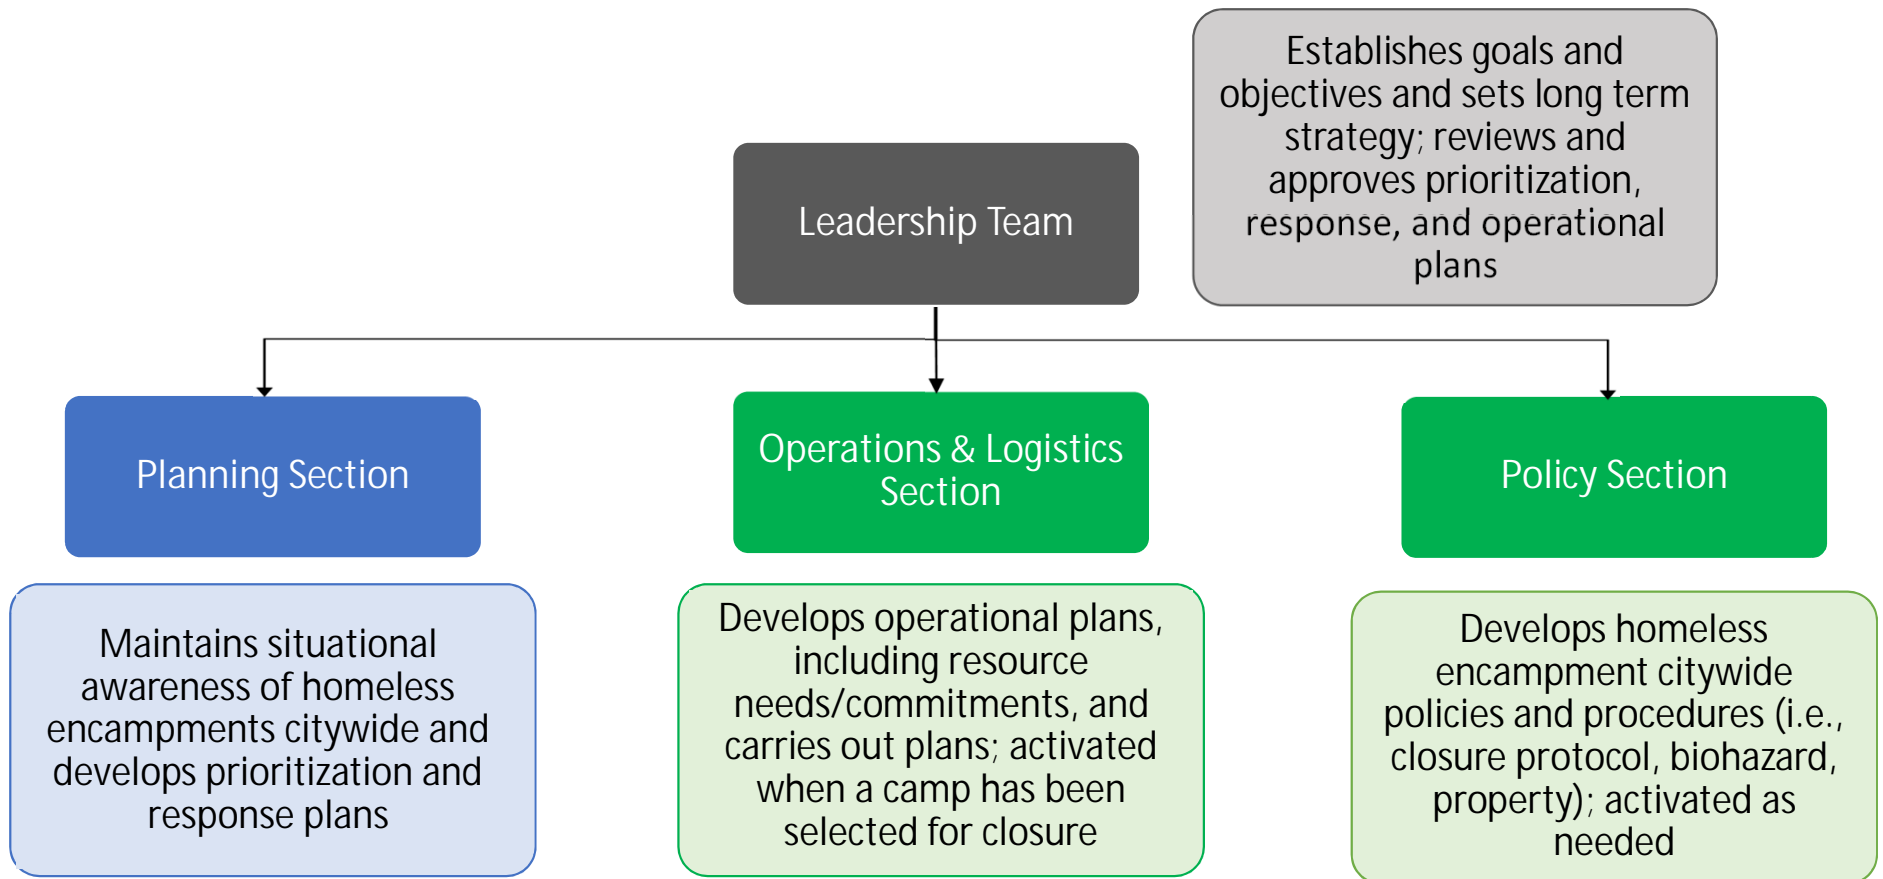 Establishes goals and
objectives and sets long term
strategy; reviews and
approves prioritization,
response, and operational
plans
Leadership Team
Planning Section
Operations & Logistics
Section
Policy Section
Maintains situational
awareness of homeless
encampments citywide and
develops prioritization and
response plans
Develops operational plans,
including resource
needs/commitments, and
carries out plans; activated
when a camp has been
selected for closure
Develops homeless
encampment citywide
policies and procedures (i.e.,
closure protocol, biohazard,
property); activated as
needed